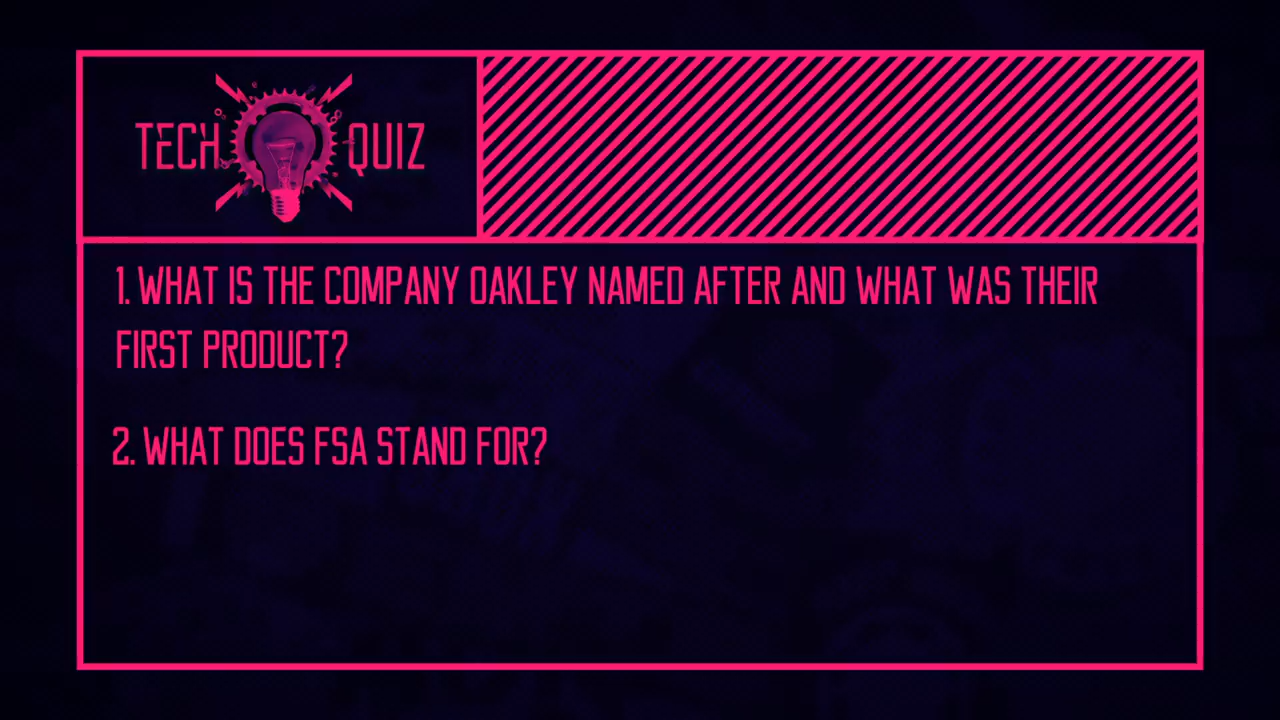 TECH QUIZ
1. WHAT IS THE COMPANY OAKLEY NAMED AFTER AND WHAT WAS THEIR
FIRST PRODUCT?
2. WHAT DOES FSA STAND FOR?